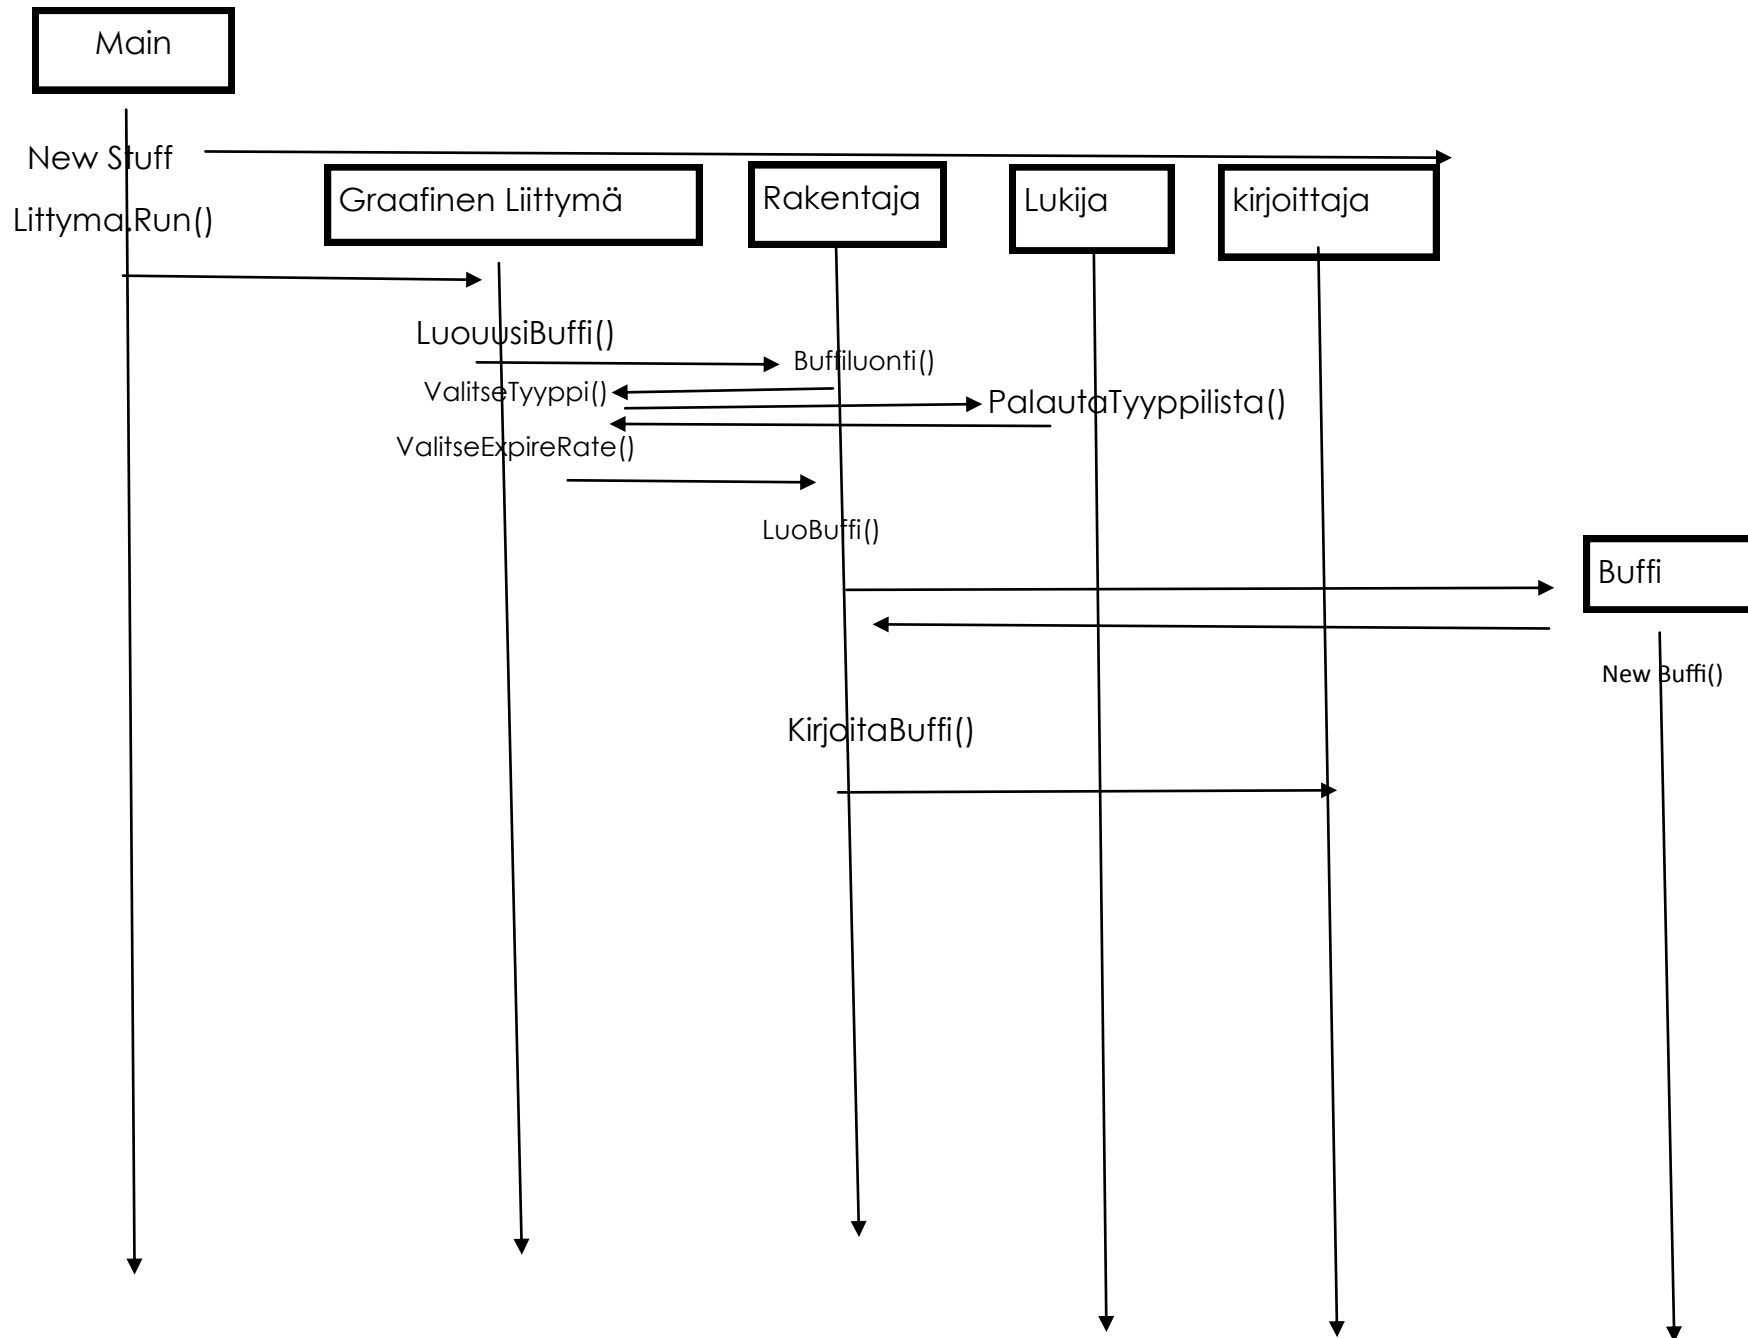 Main
New Stuff
Graafinen Liittymä
Rakentaja
Lukija
kirjoittaja
Littyma.Run()
LuouusiBuffi()
Buffiluonti()
ValitseTyyppi()
PalautaTyyppilista()
ValitseExpireRate()
LuoBuffi()
Buffi
New Buffi()
KirjoitaBuffi()